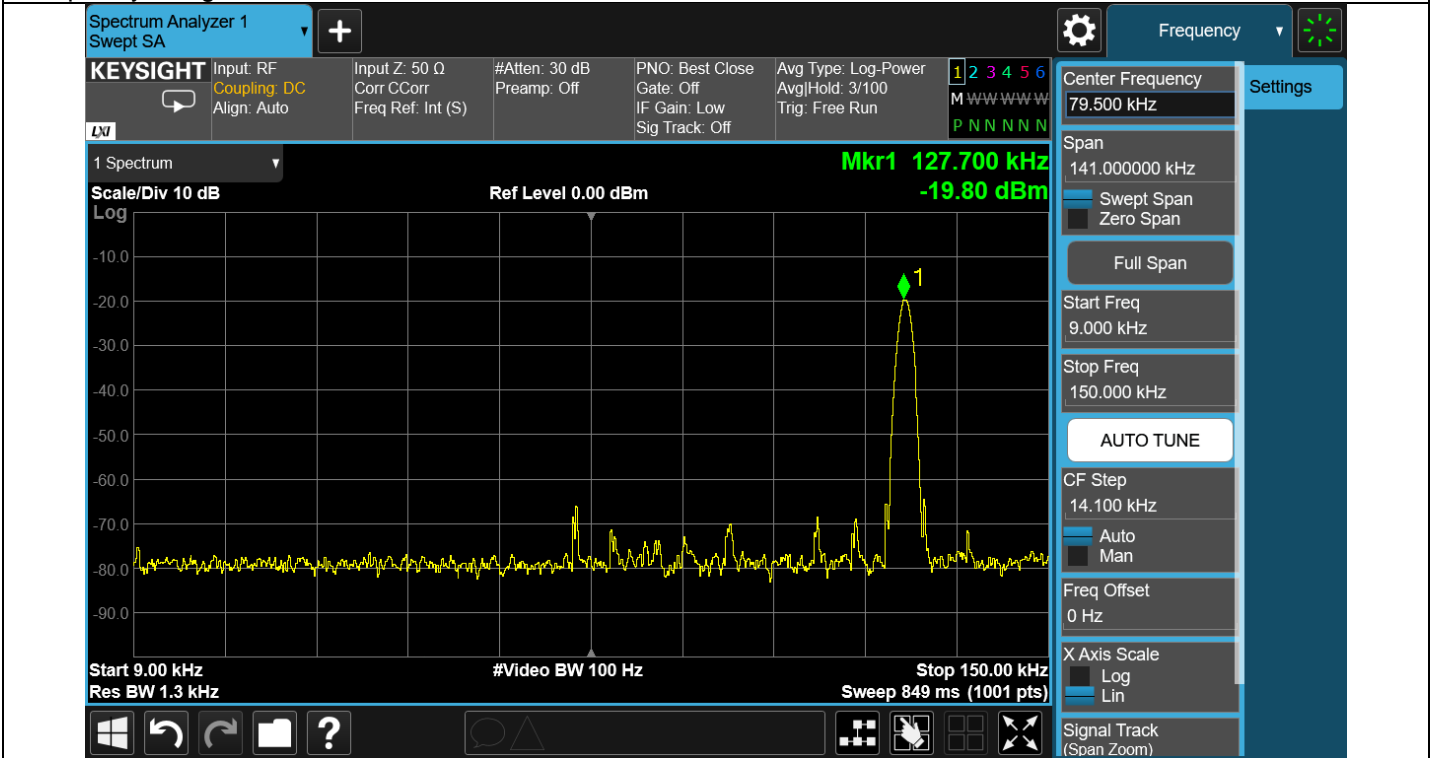 Spectrum Analyzer 1
Swept SA
Frequency
KEYSIGHT
LXI
Input: RF
Coupling: DC
Align: Auto
Input Z: 50 Ω
Corr CCorr
Freq Ref: Int (S)
#Atten: 30 dB
Preamp: Off
PNO: Best Close
Gate: Off
IF Gain: Low
Sig Track: Off
Avg Type: Log-Power
Avg|Hold: 3/100
Trig: Free Run
1 2 3 4 5 6
M W W W W W
P N N N N N
1 Spectrum
Mkr1 127.700 kHz
-19.80 dBm
Scale/Div 10 dB
Ref Level 0.00 dBm
Log
-10.0
-20.0
-30.0
-40.0
-50.0
-60.0
-70.0
-80.0
-90.0
1
Start 9.00 kHz
#Video BW 100 Hz
Stop 150.00 kHz
Res BW 1.3 kHz
Sweep 849 ms (1001 pts)
Center Frequency
79.500 kHz
Settings
Span
141.000000 kHz
Swept Span
Zero Span
Full Span
Start Freq
9.000 kHz
Stop Freq
150.000 kHz
AUTO TUNE
CF Step
14.100 kHz
Auto
Man
Freq Offset
0 Hz
X Axis Scale
Log
Lin
Signal Track
(Span Zoom)
?